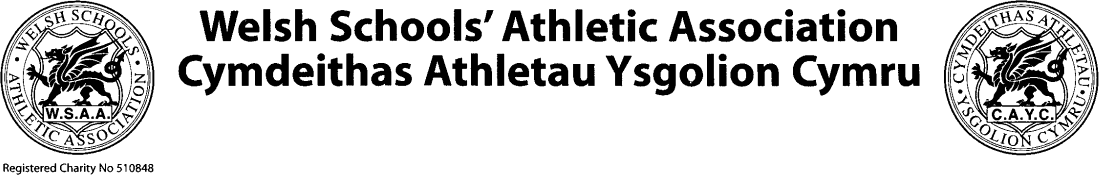 Welsh Schools' Athletic Association
Cymdeithas Athletau Ysgolion Cymru
WELSH SCHOOLS
ATHLETIC ASSOCIATION
W.S.A.A.
Registered Charity No 510848
CYMDEITHAS ATHLETAU
YSGOLION CYMRU
C.A.Y.C.